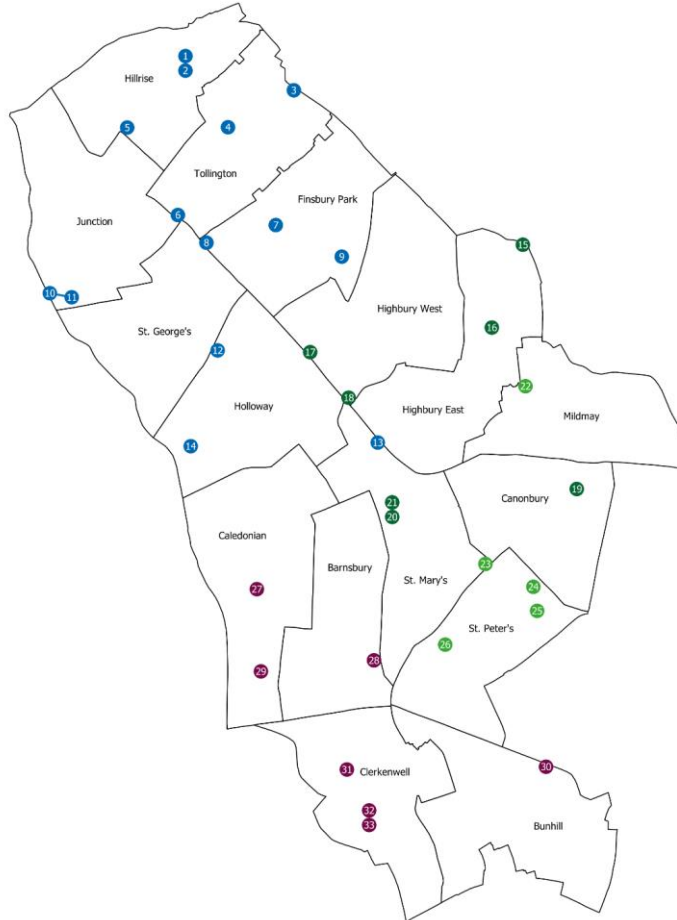 1
2
Hillrise
3
5
4
Tollington
Finsbury Park
6
Junction
7
8
15
9
10
11
Highbury West
St. George's
16
12
17
22
18
Holloway
Highbury East
Mildmay
13
14
19
Canonbury
21
20
Caledonian
23
Barnsbury
St. Mary's
27
24
25
St. Peter's
26
28
29
30
31
Clerkenwell
32
33
Bunhill